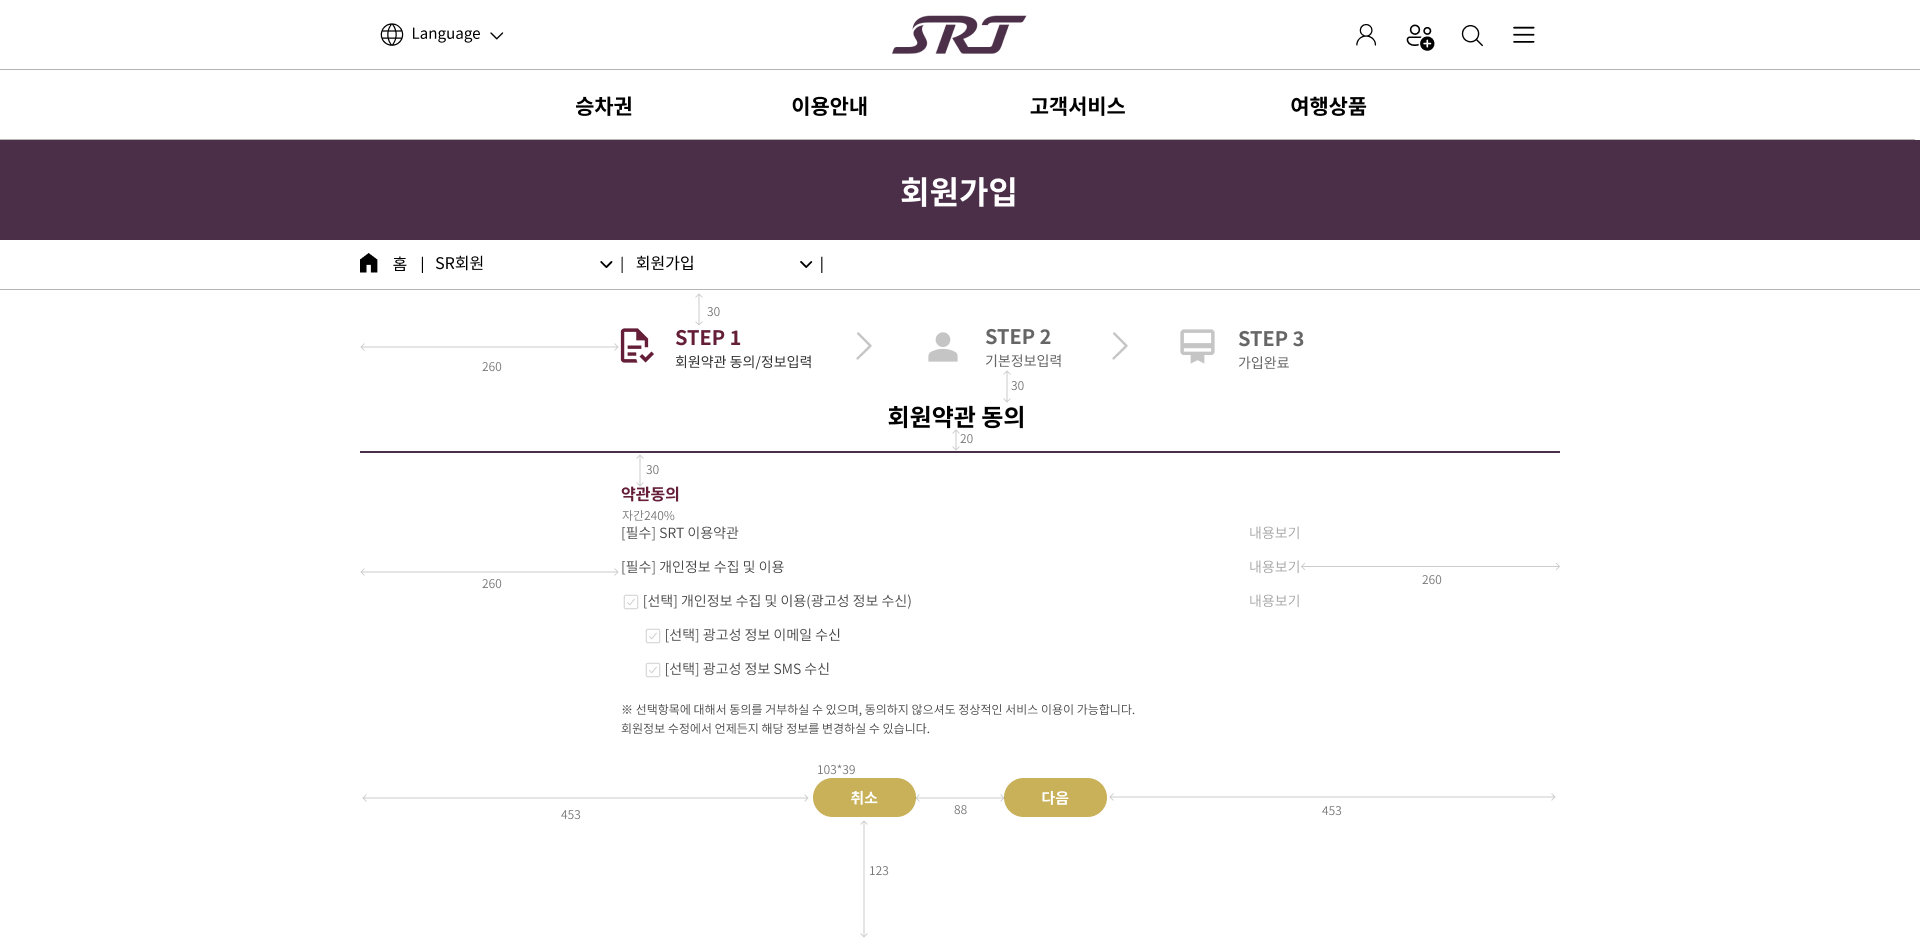 Language
SRT
승차권
이용안내
고객서비스
여행상품
회원가입
홈 | SR회원 | 회원가입 |
30
STEP 1
회원약관 동의/정보입력
STEP 2
기본정보입력
STEP 3
가입완료
260
30
회원약관 동의
20
30
약관동의
자간240%
[필수] SRT 이용약관 내용보기
[필수] 개인정보 수집 및 이용 내용보기
260
260
[선택] 개인정보 수집 및 이용(광고성 정보 수신) 내용보기
[선택] 광고성 정보 이메일 수신
[선택] 광고성 정보 SMS 수신
※ 선택항목에 대해서 동의를 거부하실 수 있으며, 동의하지 않으셔도 정상적인 서비스 이용이 가능합니다.
회원정보 수정에서 언제든지 해당 정보를 변경하실 수 있습니다.
103*39
취소
다음
453
88
453
123